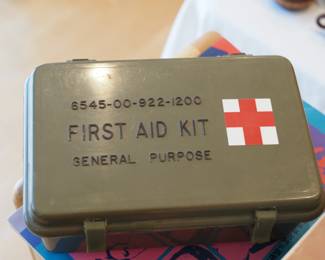 6545-00-922-1200
FIRST AID KIT
GENERAL PURPOSE